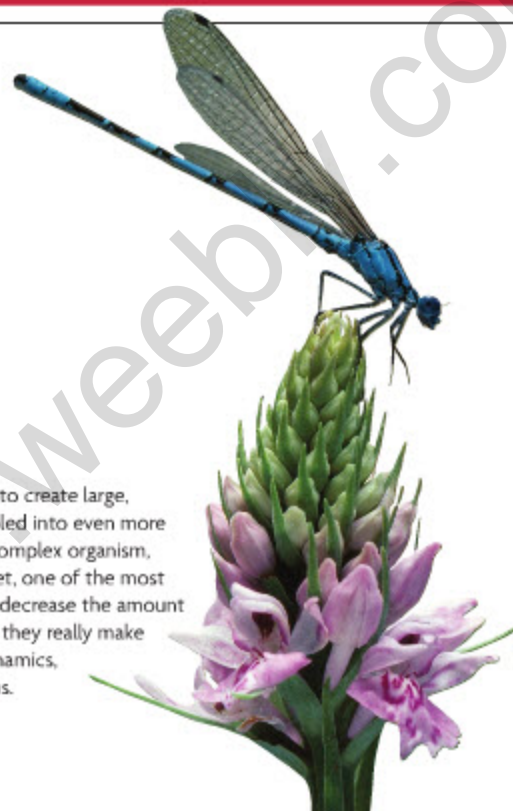 weebly.co
to create large,
led into even more
omplex organism,
et, one of the most
decrease the amount
they really make
namics,
s.